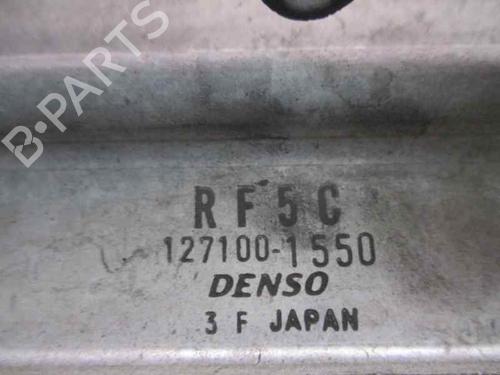 B-PARTS
RF5C
127100-1550
DENSO
3 F JAPAN